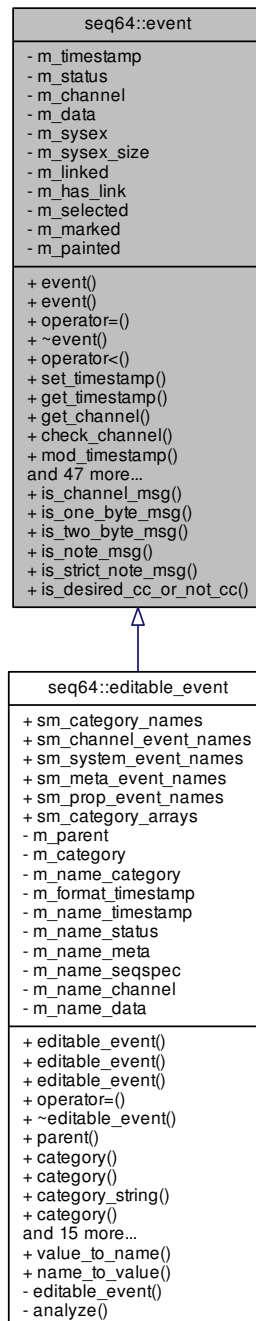 seq64::event
- m_timestamp
- m_status
- m_channel
- m_data
- m_sysex
- m_sysex_size
- m_linked
- m_has_link
- m_selected
- m_marked
- m_painted
+ event()
+ event()
+ operator=()
+ ~event()
+ operator<()
+ set_timestamp()
+ get_timestamp()
+ get_channel()
+ check_channel()
+ mod_timestamp()
and 47 more...
+ is_channel_msg()
+ is_one_byte_msg()
+ is_two_byte_msg()
+ is_note_msg()
+ is_strict_note_msg()
+ is_desired_cc_or_not_cc()
seq64::editable_event
+ sm_category_names
+ sm_channel_event_names
+ sm_system_event_names
+ sm_meta_event_names
+ sm_prop_event_names
+ sm_category_arrays
- m_parent
- m_category
- m_name_category
- m_format_timestamp
- m_name_timestamp
- m_name_status
- m_name_meta
- m_name_seqspec
- m_name_channel
- m_name_data
+ editable_event()
+ editable_event()
+ editable_event()
+ operator=()
+ ~editable_event()
+ parent()
+ category()
+ category()
+ category_string()
+ category()
and 15 more...
+ value_to_name()
+ name_to_value()
- editable_event()
- analyze()